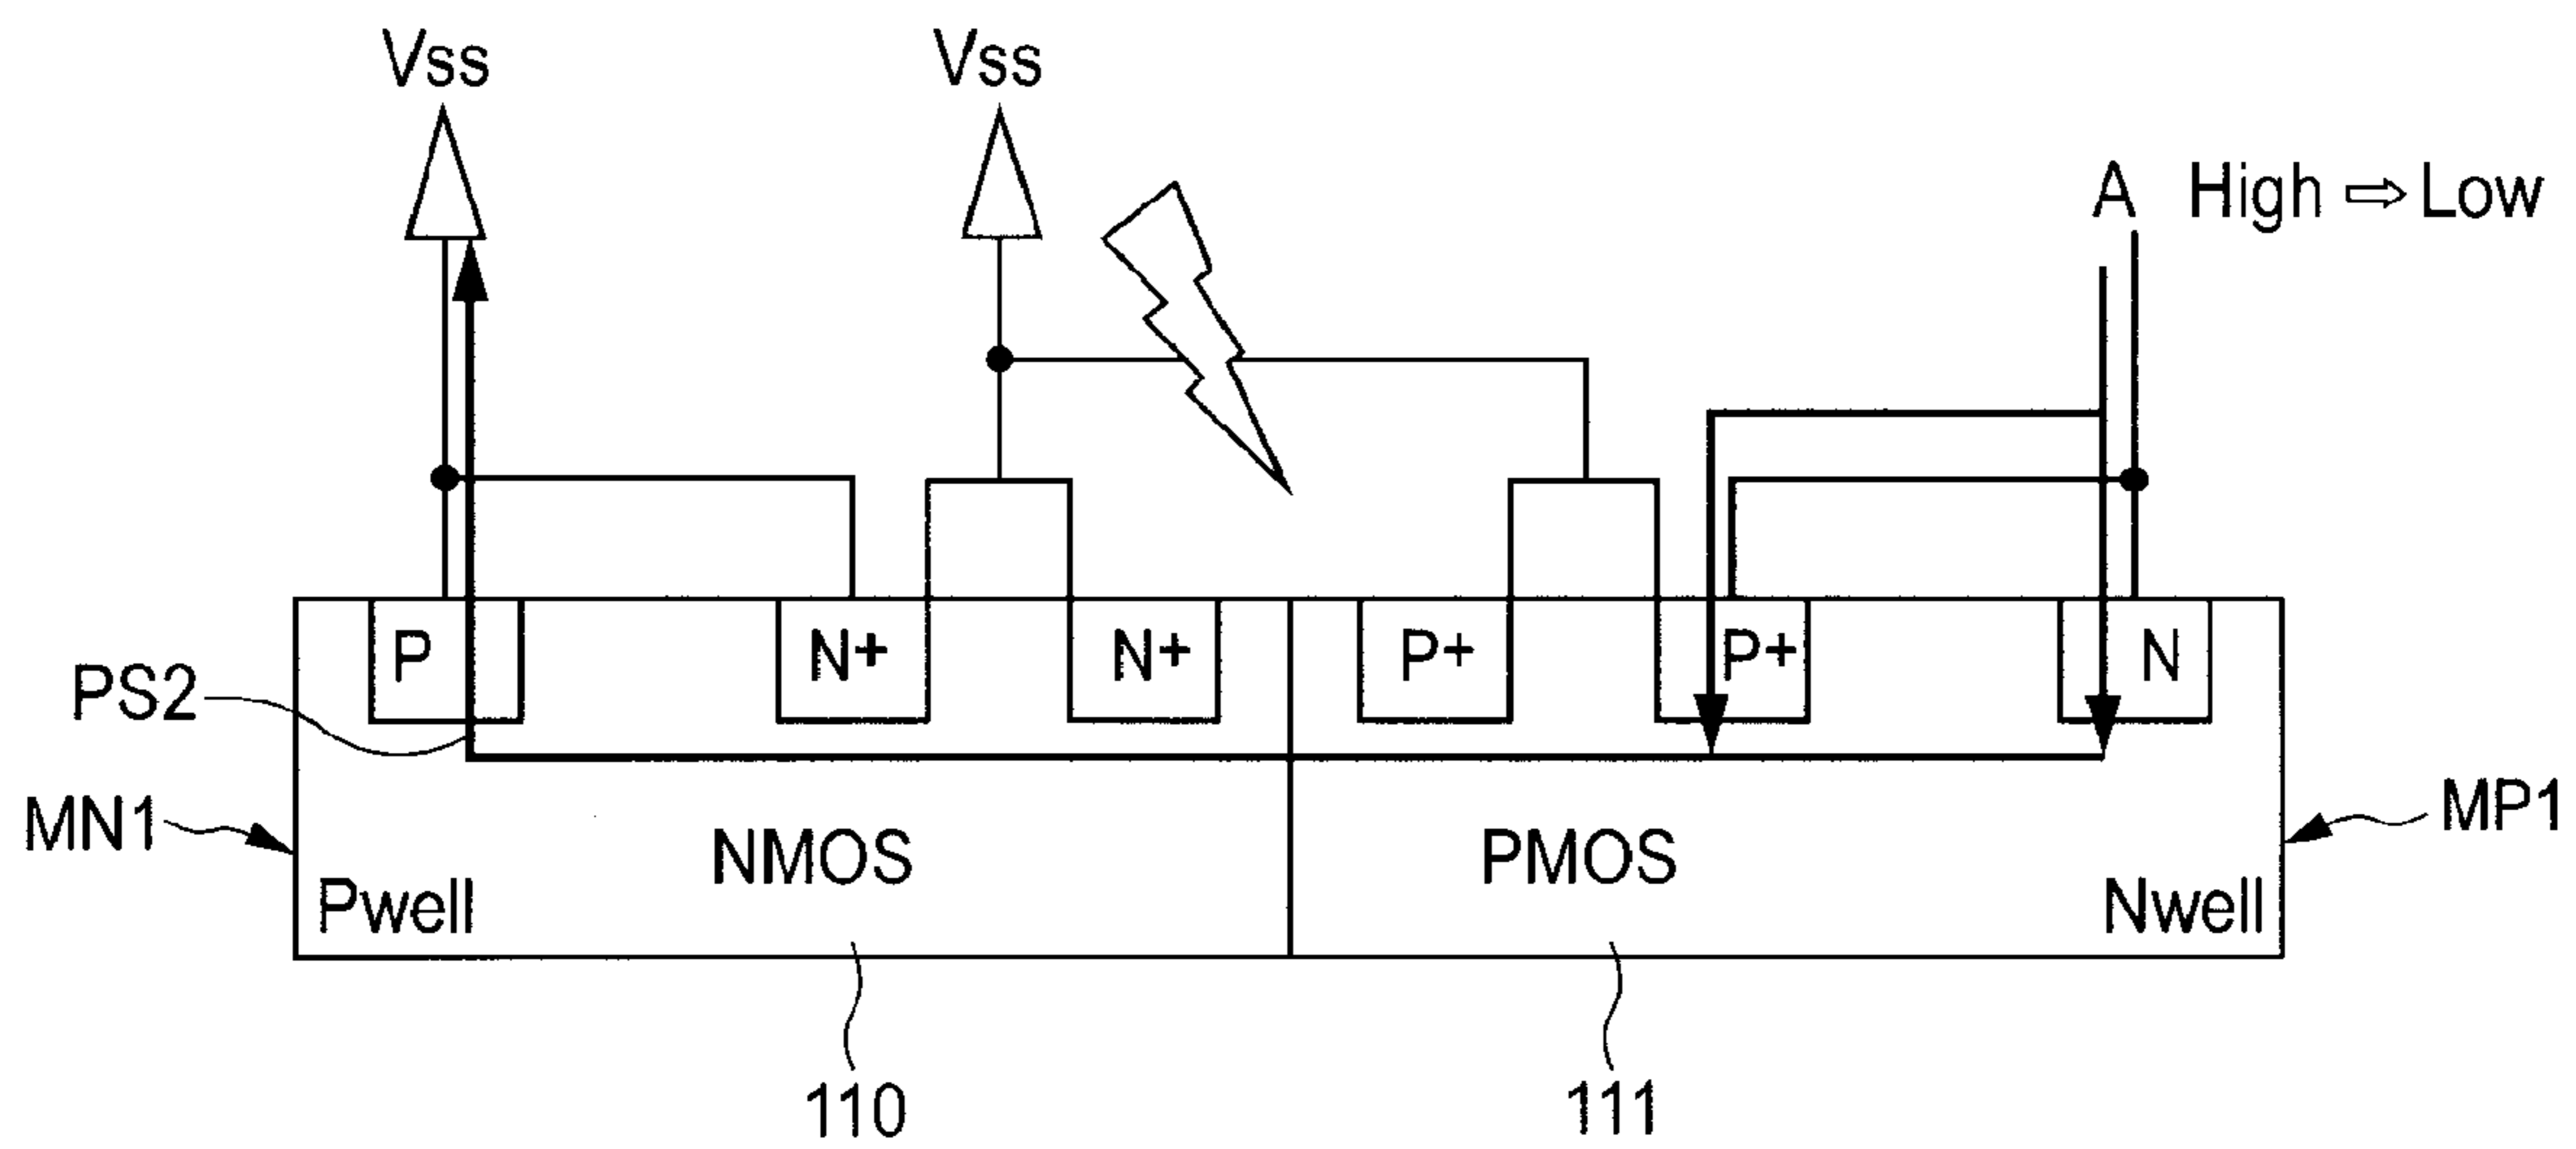 Vss Vss
A High ⇨ Low
P N+ N+ P+ P+ N
PS2
MN1 NMOS PMOS MP1
Pwell Nwell
110 111